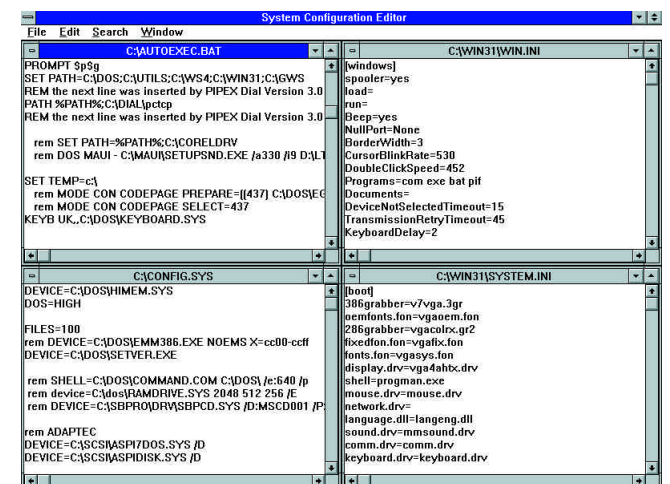 System Configuration Editor
File Edit Search Window
C:\AUTOEXEC.BAT
PROMPT $p$g
SET PATH=C:\DOS;C:\UTILS;C:\WS4;C:\WIN31;C:\GWS
REM the next line was inserted by PIPEX Dial Version 3.0
PATH %PATH%;C:\DIAL\pctcp
REM the next line was inserted by PIPEX Dial Version 3.0
rem SET PATH=%PATH%;C:\CORELDRV
rem DOS MAUI - C:\MAUI\SETUPSND.EXE /a330 /i9 D:\LT
SET TEMP=c:\
rem MODE CON CODEPAGE PREPARE=((437) C:\DOS\EG
rem MODE CON CODEPAGE SELECT=437
KEYB UK,,C:\DOS\KEYBOARD.SYS
C:\WIN31\WIN.INI
[windows]
spooler=yes
load=
run=
Beep=yes
NullPort=None
BorderWidth=3
CursorBlinkRate=530
DoubleClickSpeed=452
Programs=com exe bat pif
Documents=
DeviceNotSelectedTimeout=15
TransmissionRetryTimeout=45
KeyboardDelay=2
C:\CONFIG.SYS
DEVICE=C:\DOS\HIMEM.SYS
DOS=HIGH
FILES=100
rem DEVICE=C:\DOS\EMM386.EXE NOEMS X=cc00-ccff
DEVICE=C:\DOS\SETVER.EXE
rem SHELL=C:\DOS\COMMAND.COM C:\DOS\ /e:640 /p
rem device=C:\dos\RAMDRIVE.SYS 2048 512 256 /E
rem DEVICE=C:\SBPRO\DRV\SBPCD.SYS /D:MSCD001 /P:
rem ADAPTEC
DEVICE=C:\SCSI\ASPI7DOS.SYS /D
DEVICE=C:\SCSI\ASPIDISK.SYS /D
C:\WIN31\SYSTEM.INI
[boot]
386grabber=v7vga.3gr
oemfonts.fon=vgaoem.fon
286grabber=vgacolrx.gr2
fixedfon.fon=vgafix.fon
fonts.fon=vgasys.fon
display.drv=vga4ahtx.drv
shell=progman.exe
mouse.drv=mouse.drv
network.drv=
language.dll=langeng.dll
sound.drv=mmsound.drv
comm.drv=comm.drv
keyboard.drv=keyboard.drv